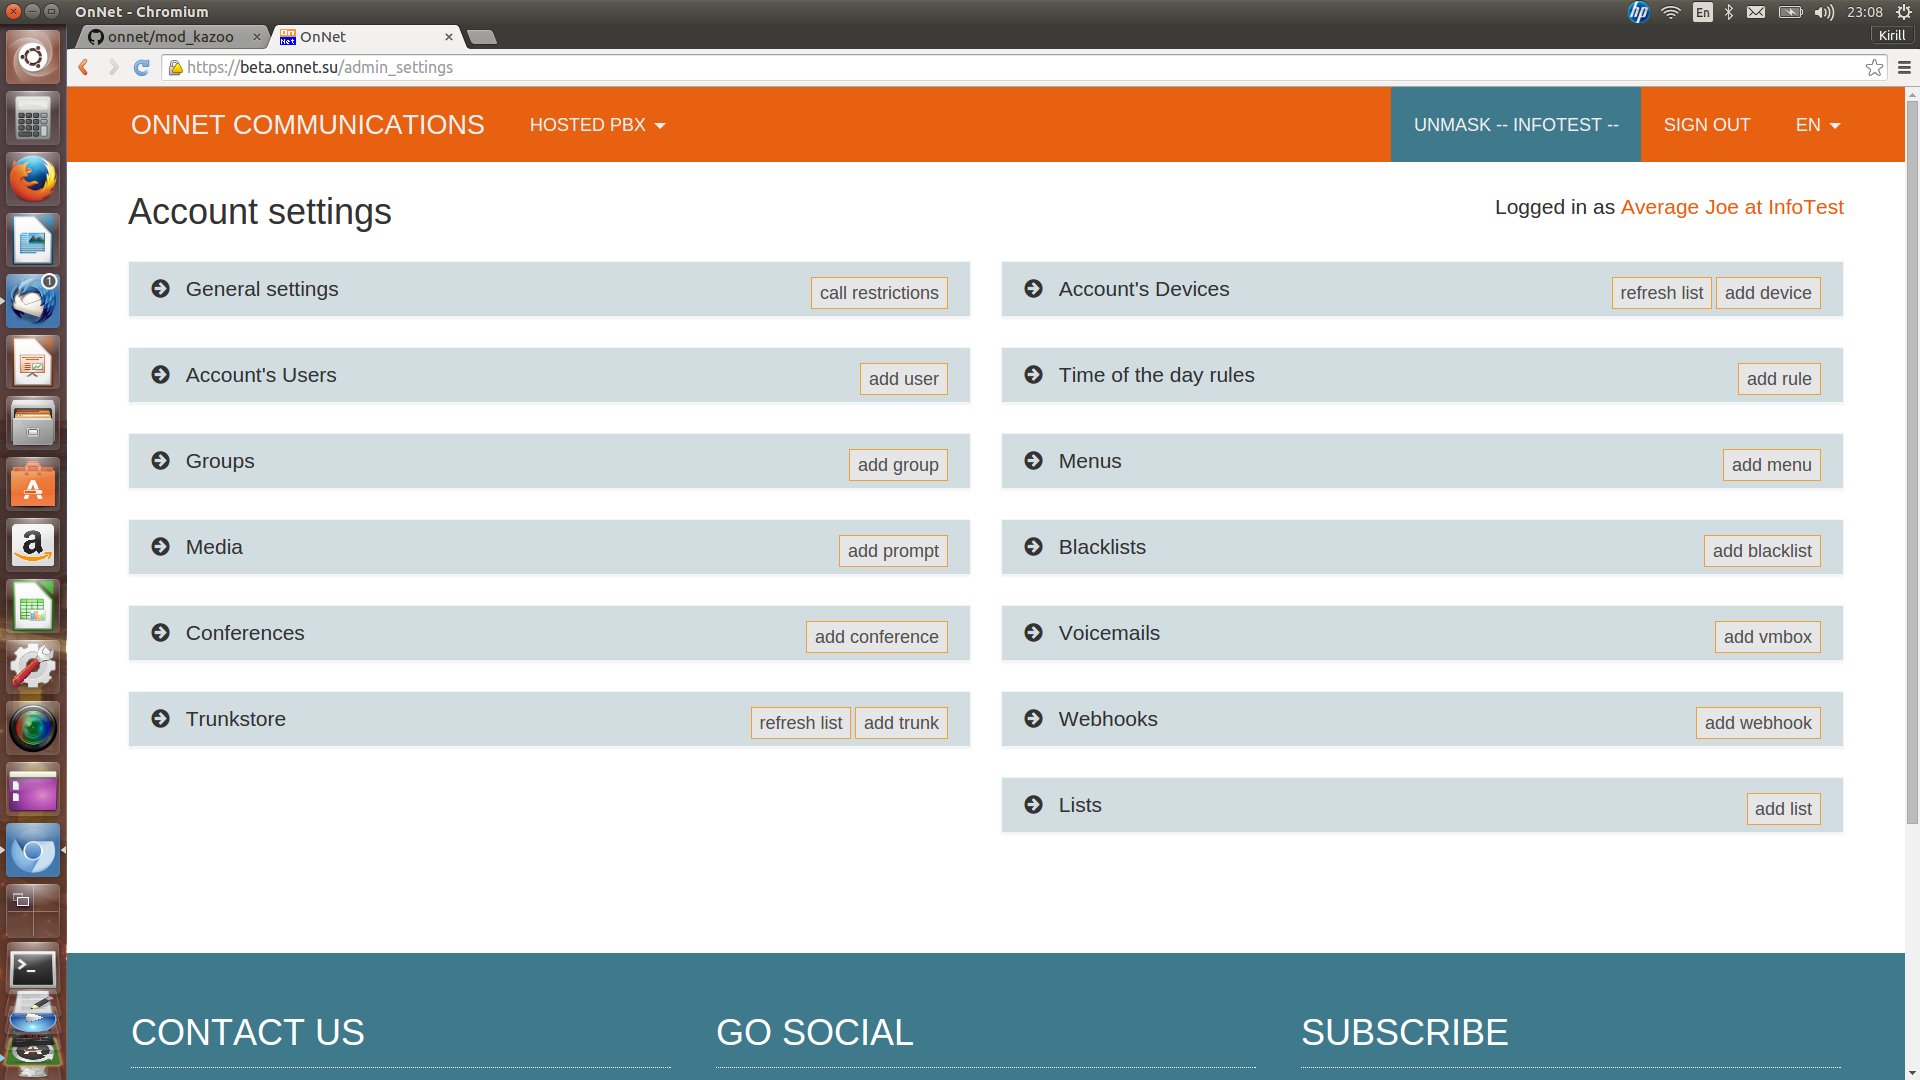 OnNet - Chromium
En
23:08
onnet/mod_kazoo
OnNet
Kirill
https://beta.onnet.su/admin_settings
ONNET COMMUNICATIONS
HOSTED PBX
UNMASK -- INFOTEST --
SIGN OUT
EN
Account settings
Logged in as Average Joe at InfoTest
General settings
call restrictions
Account's Devices
refresh list
add device
Account's Users
add user
Time of the day rules
add rule
Groups
add group
Menus
add menu
Media
add prompt
Blacklists
add blacklist
Conferences
add conference
Voicemails
add vmbox
Trunkstore
refresh list
add trunk
Webhooks
add webhook
Lists
add list
CONTACT US
GO SOCIAL
SUBSCRIBE
hp
1
On
Net